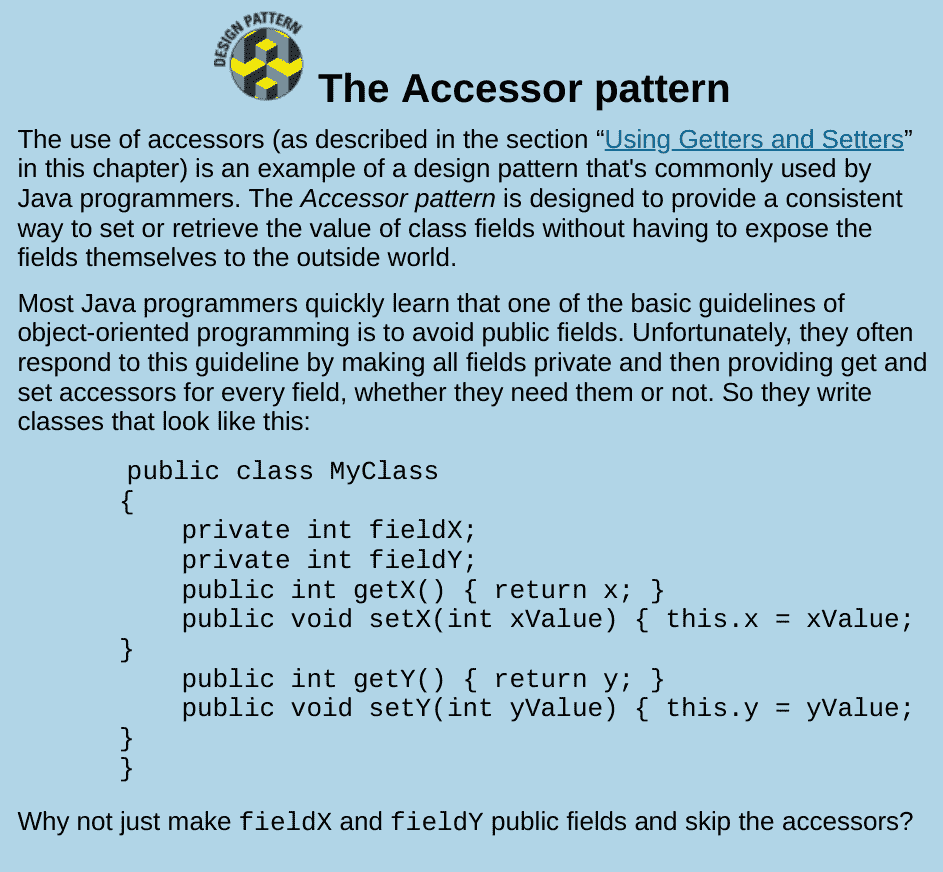 DESIGN PATTERN
The Accessor pattern
The use of accessors (as described in the section “Using Getters and Setters”
in this chapter) is an example of a design pattern that's commonly used by
Java programmers. The Accessor pattern is designed to provide a consistent
way to set or retrieve the value of class fields without having to expose the
fields themselves to the outside world.
Most Java programmers quickly learn that one of the basic guidelines of
object-oriented programming is to avoid public fields. Unfortunately, they often
respond to this guideline by making all fields private and then providing get and
set accessors for every field, whether they need them or not. So they write
classes that look like this:
public class MyClass
{
private int fieldX;
private int fieldY;
public int getX() { return x; }
public void setX(int xValue) { this.x = xValue;
}
public int getY() { return y; }
public void setY(int yValue) { this.y = yValue;
}
}
Why not just make fieldX and fieldY public fields and skip the accessors?